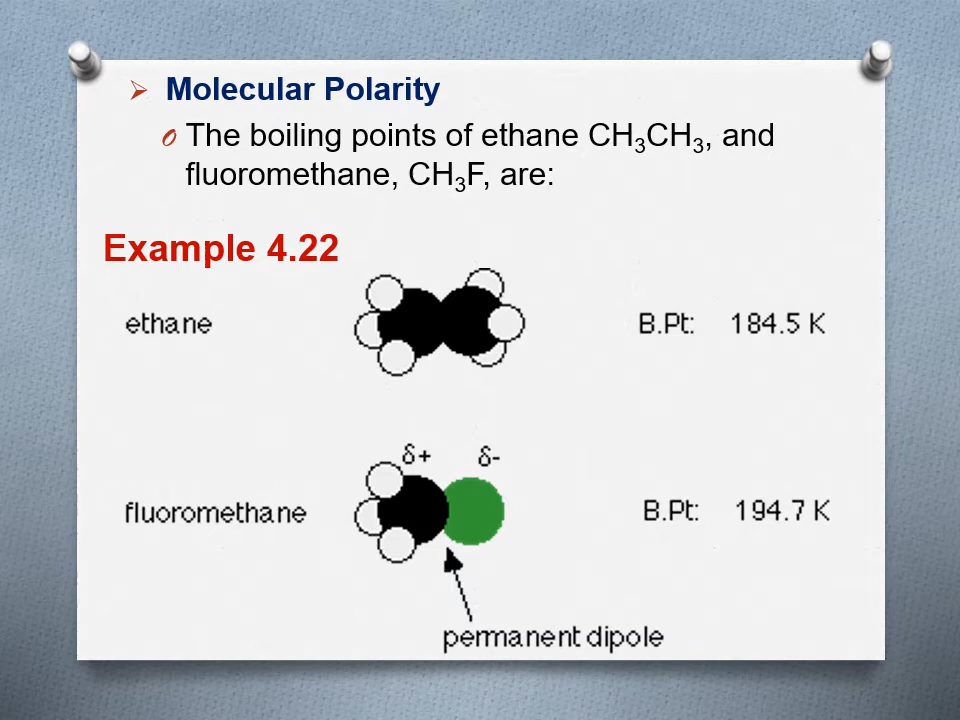 Molecular Polarity
The boiling points of ethane CH₃CH₃, and
fluoromethane, CH₃F, are:
Example 4.22
ethane B.Pt: 184.5 K
δ+ δ-
fluoromethane B.Pt: 194.7 K
permanent dipole